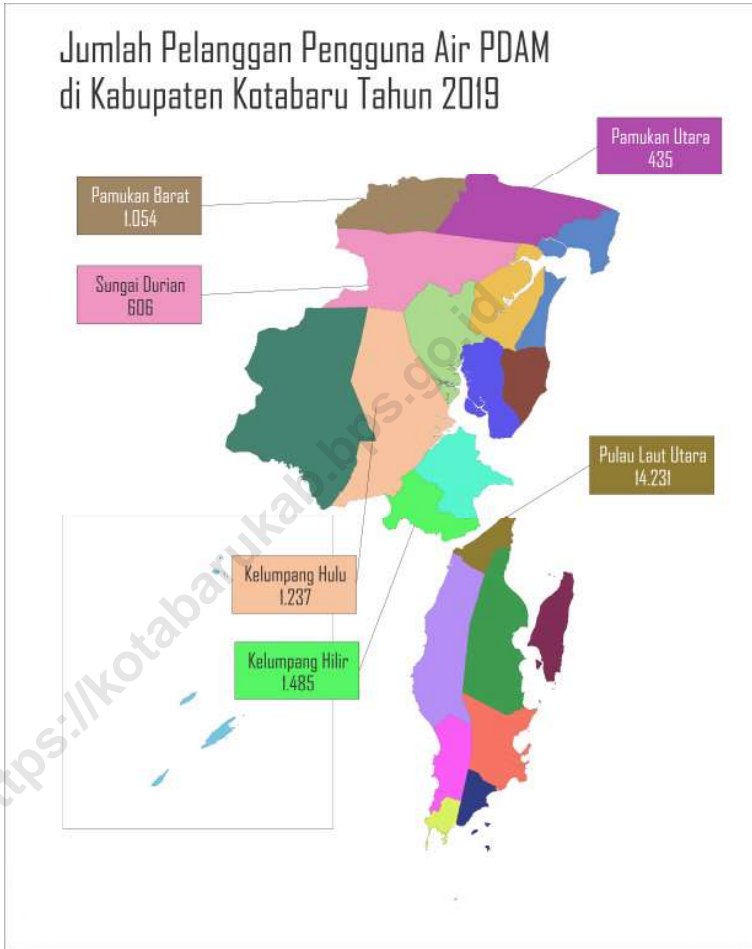 Jumlah Pelanggan Pengguna Air PDAM
di Kabupaten Kotabaru Tahun 2019
Pamukan Utara
435
Pamukan Barat
1.054
Sungai Durian
606
Pulau Laut Utara
14.231
Kelumpang Hulu
1.237
Kelumpang Hilir
1.485
https://kotabarukab.bps.go.id